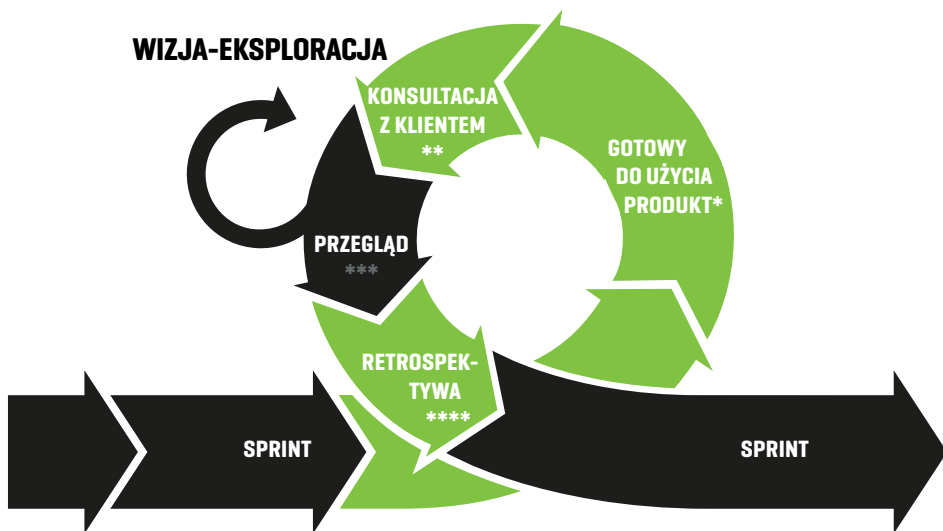 WIZJA-EKSPLORACJA
KONSULTACJA
Z KLIENTEM
**
GOTOWY
DO UŻYCIA
PRODUKT*
PRZEGLĄD
***
RETROSPEK-
TYWA
****
SPRINT
SPRINT